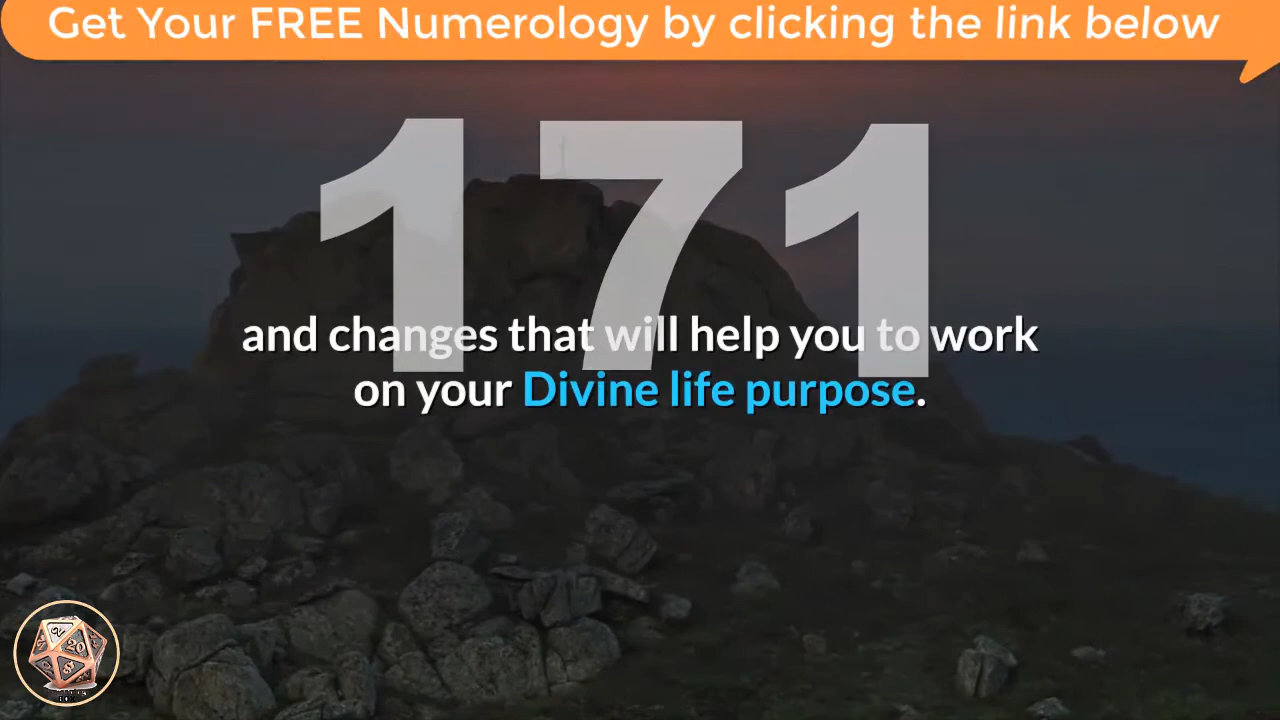 Get Your FREE Numerology by clicking the link below
171
and changes that will help you to work
on your Divine life purpose.
20